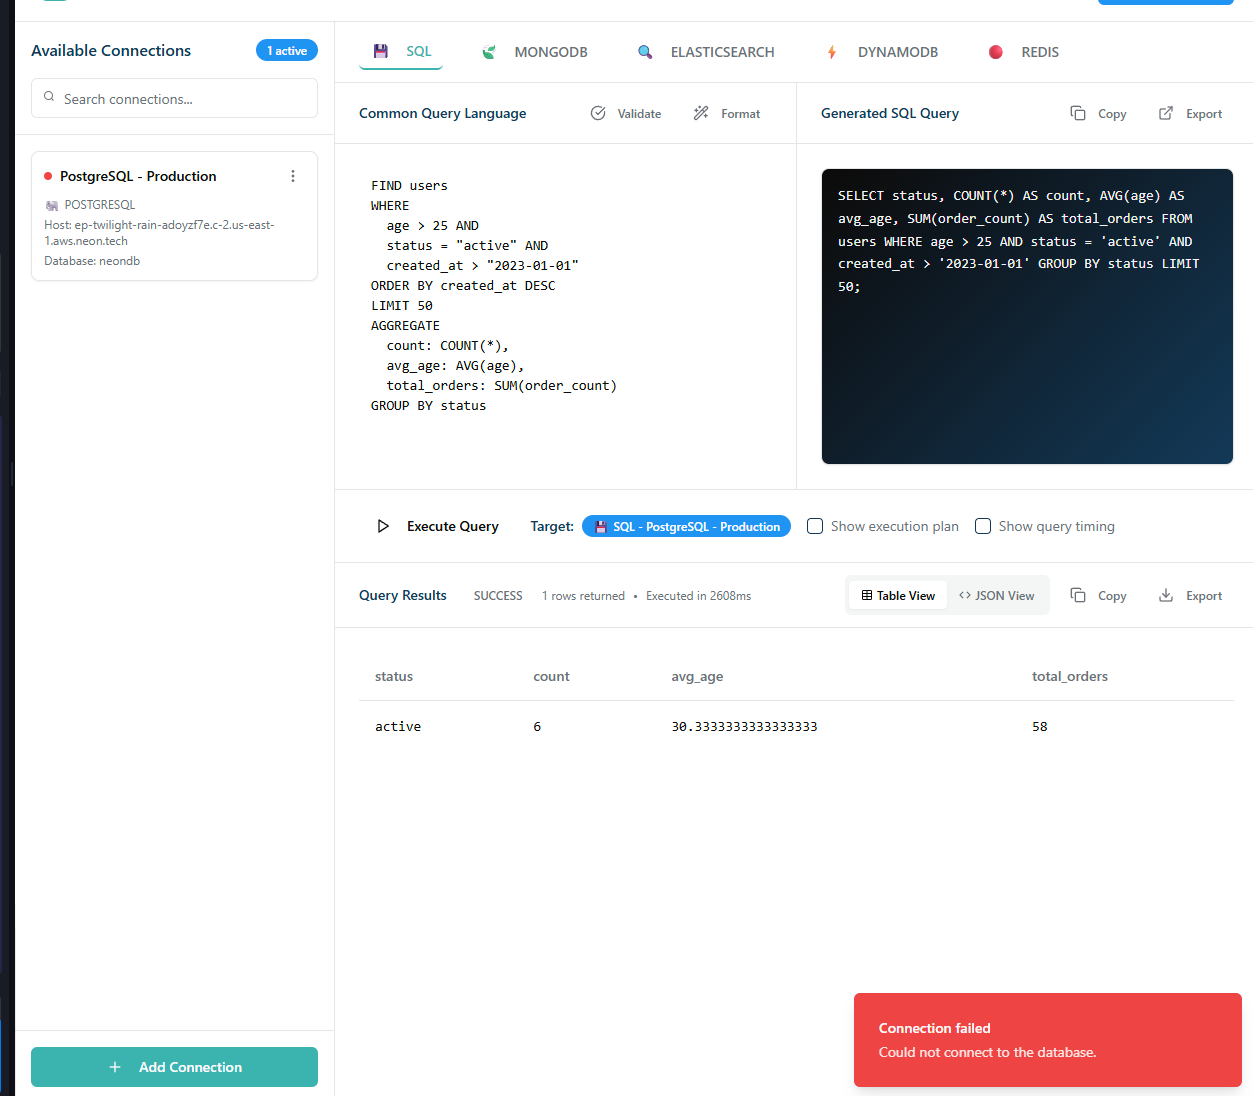 Available Connections
1 active
Search connections...
PostgreSQL - Production
POSTGRESQL
Host: ep-twilight-rain-adoyzf7e.c-2.us-east-
1.aws.neon.tech
Database: neondb
Add Connection
SQL
MONGODB
ELASTICSEARCH
DYNAMODB
REDIS
Common Query Language
Validate
Format
FIND users
WHERE
  age > 25 AND
  status = "active" AND
  created_at > "2023-01-01"
ORDER BY created_at DESC
LIMIT 50
AGGREGATE
  count: COUNT(*),
  avg_age: AVG(age),
  total_orders: SUM(order_count)
GROUP BY status
Generated SQL Query
Copy
Export
SELECT status, COUNT(*) AS count, AVG(age) AS
avg_age, SUM(order_count) AS total_orders FROM
users WHERE age > 25 AND status = 'active' AND
created_at > '2023-01-01' GROUP BY status LIMIT
50;
Execute Query
Target:
SQL - PostgreSQL - Production
Show execution plan
Show query timing
Query Results
SUCCESS
1 rows returned • Executed in 2608ms
Table View
JSON View
Copy
Export
status count avg_age total_orders
active 6 30.3333333333333333 58
Connection failed
Could not connect to the database.